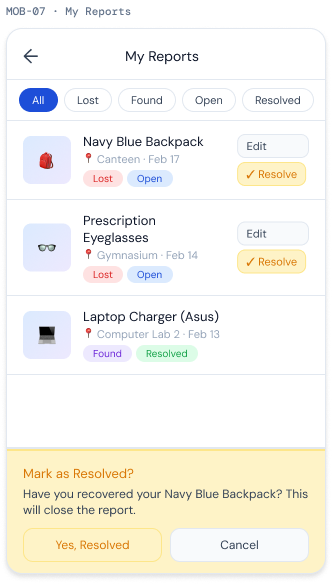 MOB-07 · My Reports
← My Reports
All Lost Found Open Resolved
Navy Blue Backpack
Edit
📍 Canteen · Feb 17
✓ Resolve
Lost Open
Prescription
Eyeglasses
Edit
📍 Gymnasium · Feb 14
✓ Resolve
Lost Open
Laptop Charger (Asus)
📍 Computer Lab 2 · Feb 13
Found Resolved
Mark as Resolved?
Have you recovered your Navy Blue Backpack? This
will close the report.
Yes, Resolved Cancel